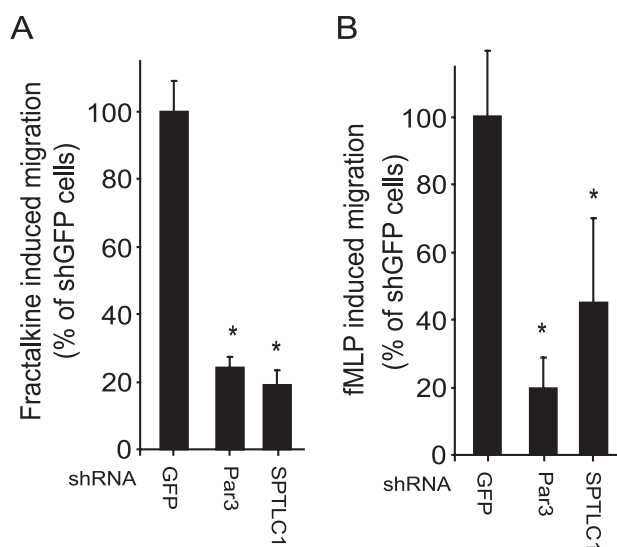 A
Fractalkine induced migration
(% of shGFP cells)
100
80
60
40
20
0
*
*
shRNA
GFP
Par3
SPTLC1
B
fMLP induced migration
(% of shGFP cells)
100
80
60
40
20
0
*
*
shRNA
GFP
Par3
SPTLC1